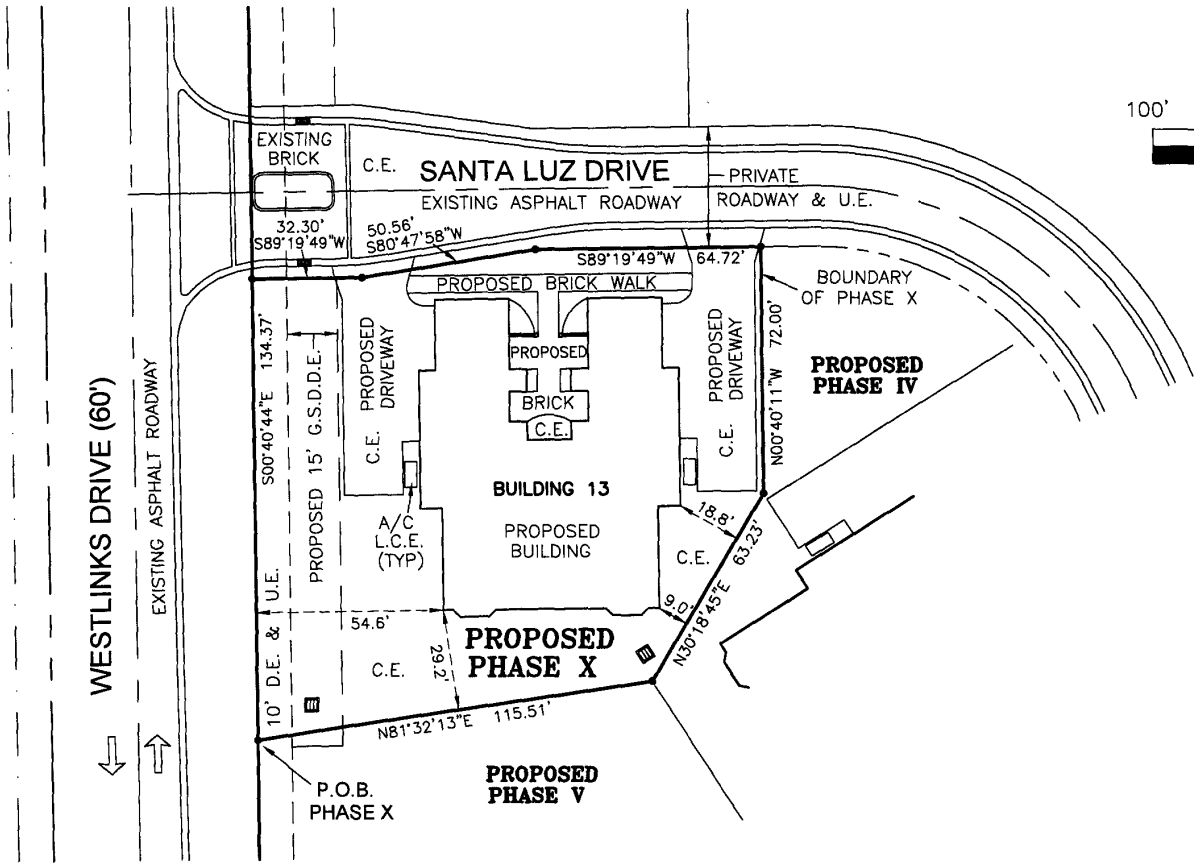 100'
EXISTING
BRICK
C.E.
SANTA LUZ DRIVE
EXISTING ASPHALT ROADWAY
PRIVATE
ROADWAY & U.E.
32.30'
S89°19'49"W
50.56'
S80°47'58"W
S89°19'49"W
64.72'
PROPOSED BRICK WALK
BOUNDARY
OF PHASE X
S00°40'44"E 134.37'
PROPOSED 15' G.S.D.D.E.
PROPOSED
DRIVEWAY
C.E.
PROPOSED
BRICK
C.E.
PROPOSED
DRIVEWAY
C.E.
N00°40'11"W 72.00'
PROPOSED
PHASE IV
WESTLINKS DRIVE (60')
EXISTING ASPHALT ROADWAY
BUILDING 13
PROPOSED
BUILDING
A/C
L.C.E.
(TYP)
18.8'
C.E.
N30°18'45"E 63.23'
9.0'
10' D.E. & U.E.
54.6'
29.2'
C.E.
PROPOSED
PHASE X
N81°32'13"E 115.51'
P.O.B.
PHASE X
PROPOSED
PHASE V